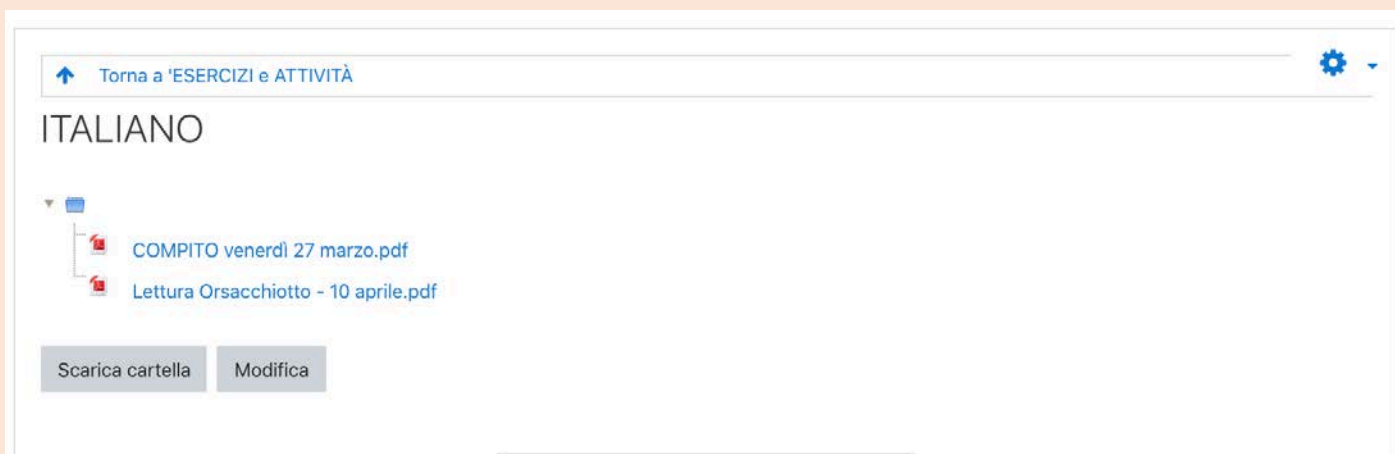 Torna a 'ESERCIZI e ATTIVITÀ
ITALIANO
COMPITO venerdì 27 marzo.pdf
Lettura Orsacchiotto - 10 aprile.pdf
Scarica cartella Modifica